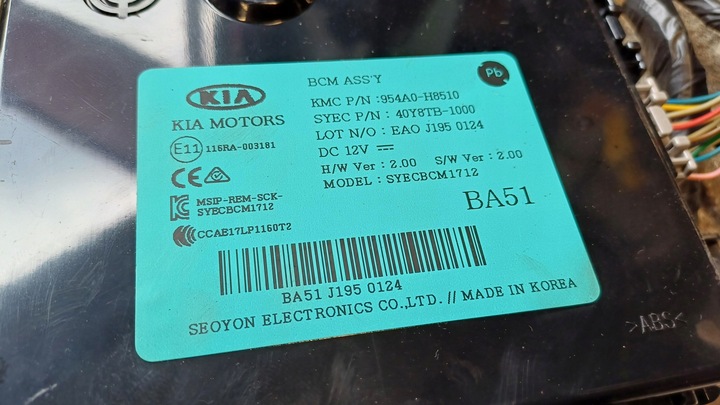 BCM ASS'Y
Pb
KIA
KIA MOTORS
KMC P/N :954A0-H8510
SYEC P/N : 40Y8TB-1000
LOT N/O : EAO J195 0124
DC 12V
H/W Ver : 2.00 S/W Ver : 2.00
MODEL : SYECBCM1712
E11 116RA-003181
CE
MSIP-REM-SCK-
SYECBCM1712
CCAB17LP1160T2
BA51
BA51 J195 0124
SEOYON ELECTRONICS CO.,LTD. // MADE IN KOREA
>ABS<